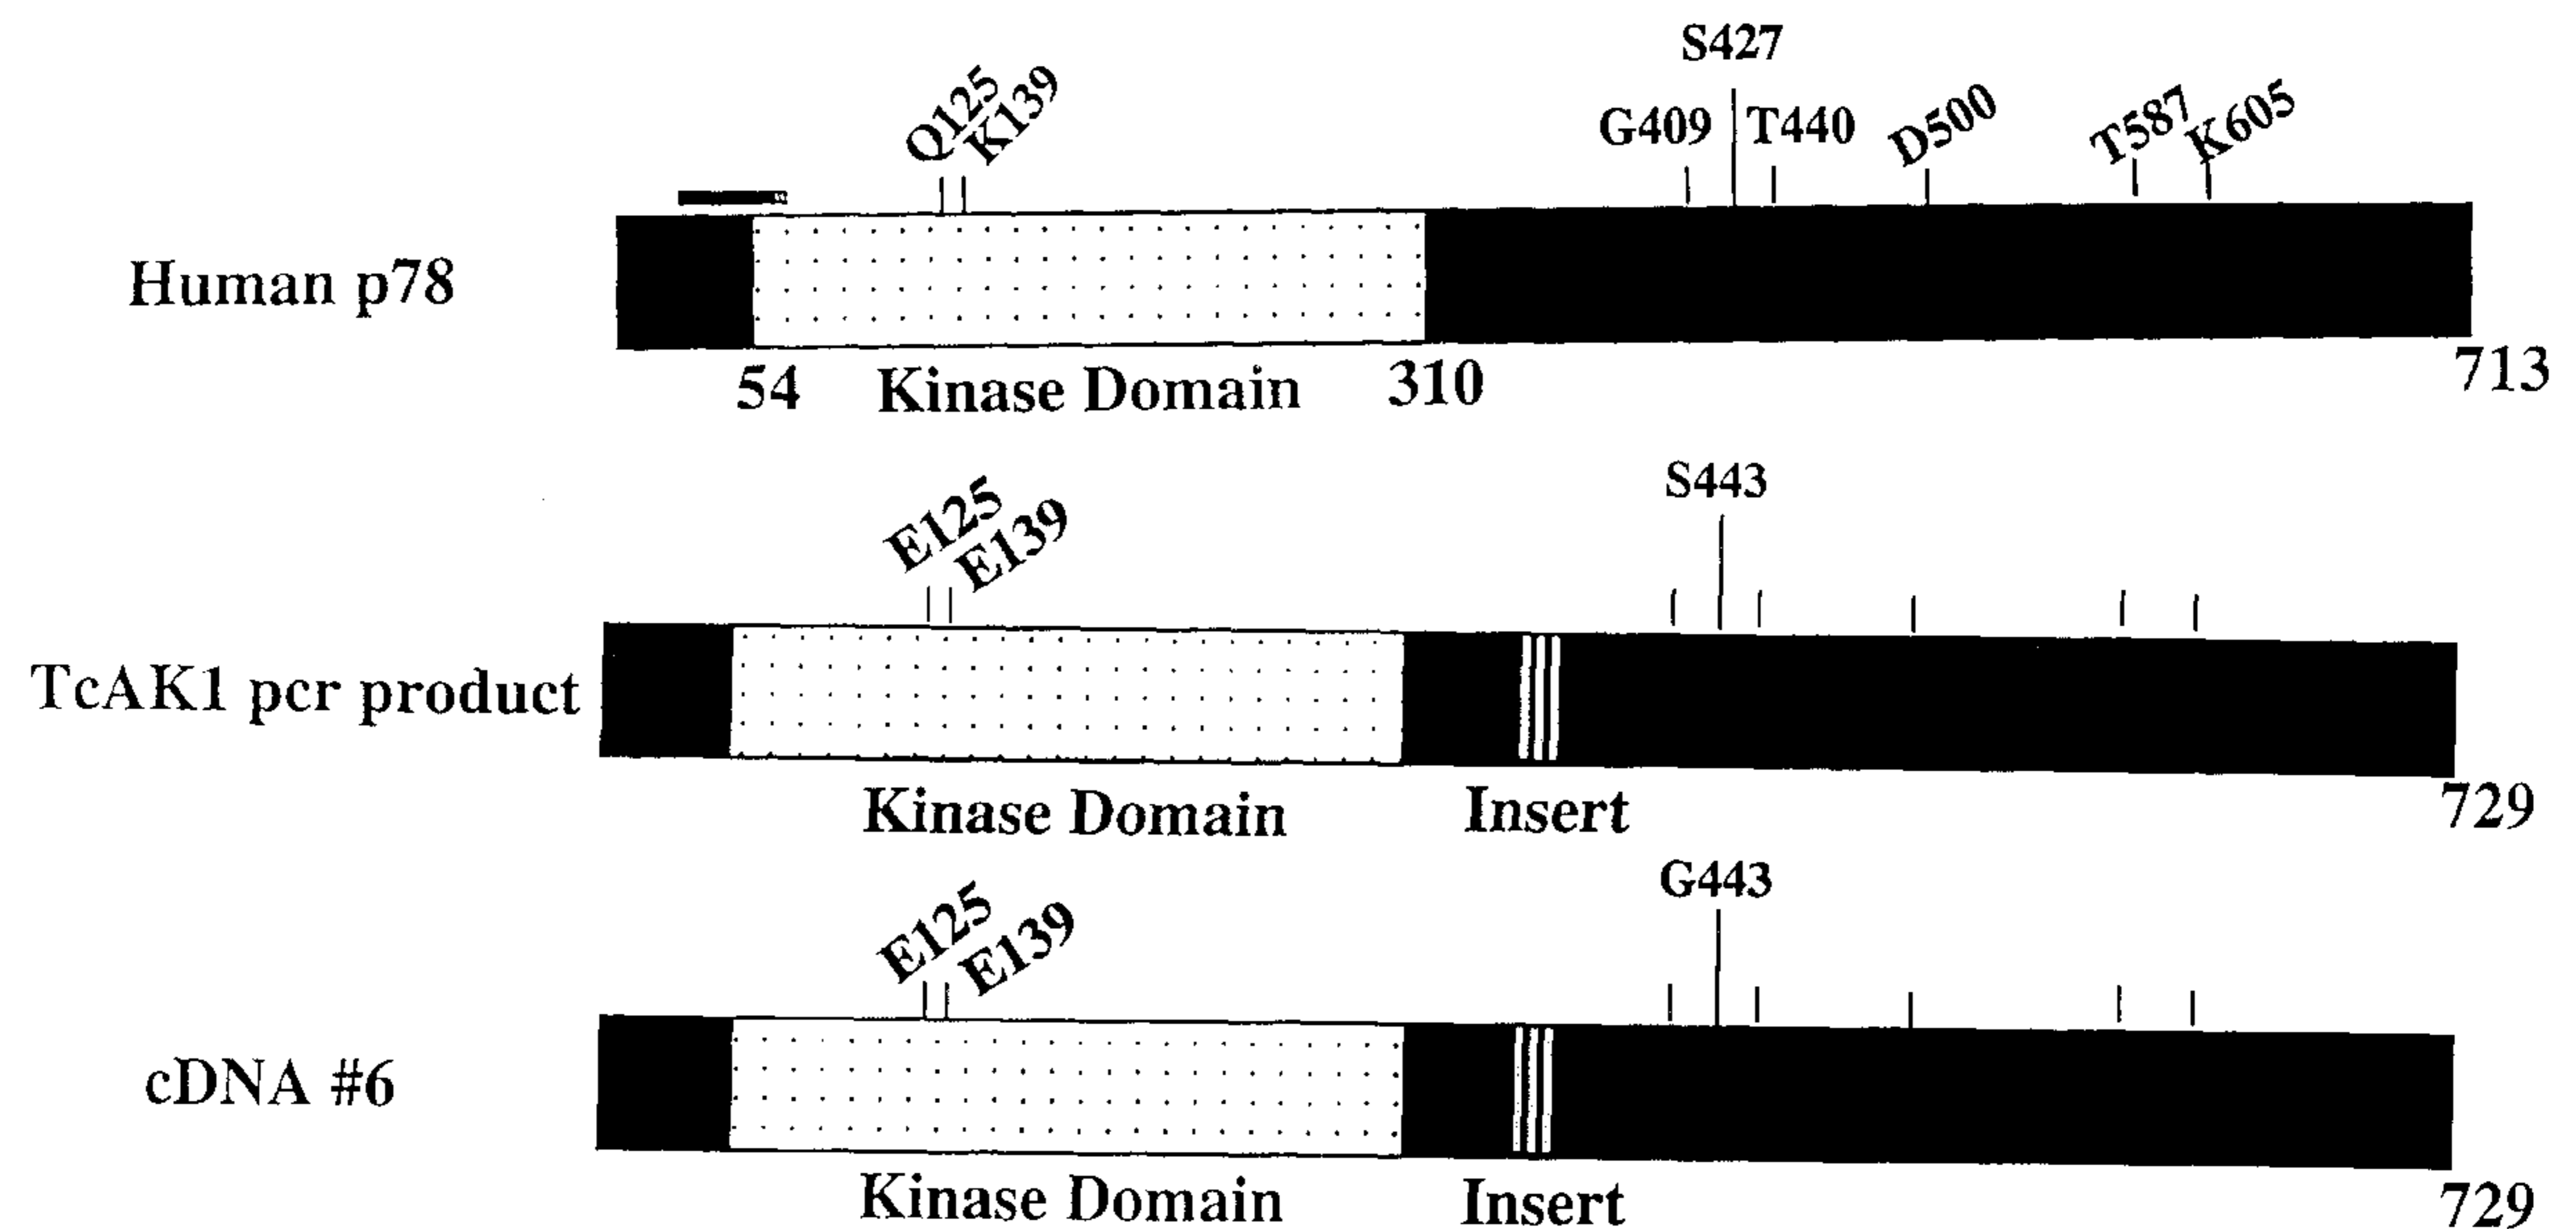 S427
Q125 K139 G409 T440 D500 T587 K605
Human p78
54 Kinase Domain 310 713
S443
E125 E139
TcAK1 pcr product
Kinase Domain Insert 729
G443
E125 E139
cDNA #6
Kinase Domain Insert 729